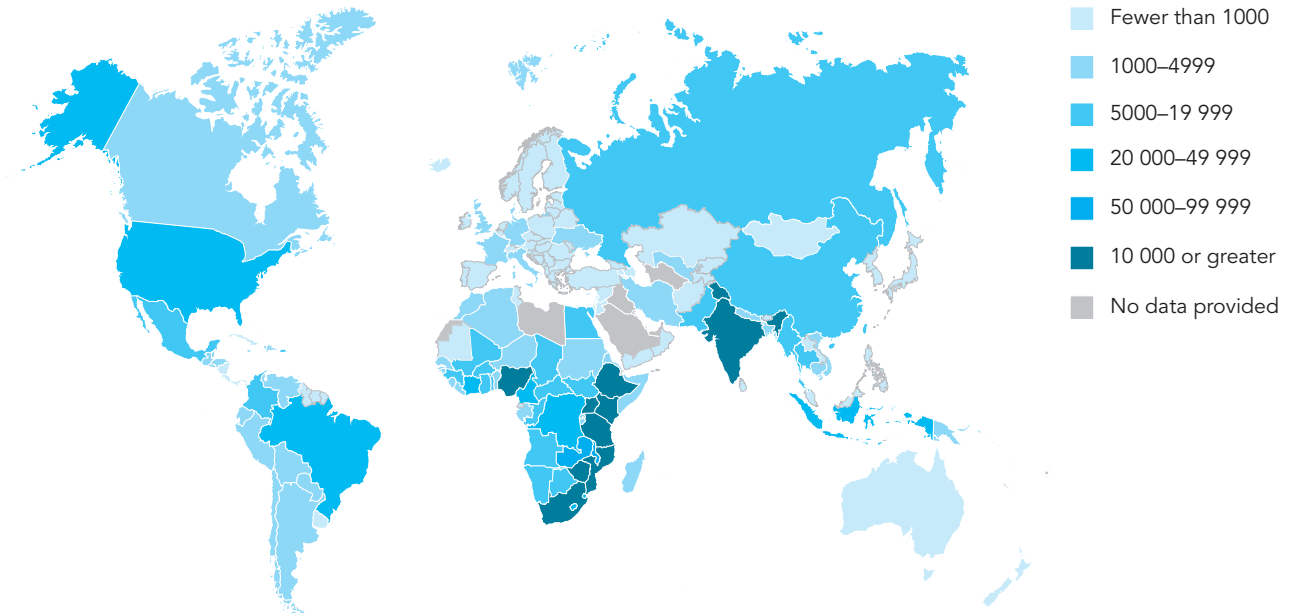 Fewer than 1000
1000–4999
5000–19 999
20 000–49 999
50 000–99 999
10 000 or greater
No data provided